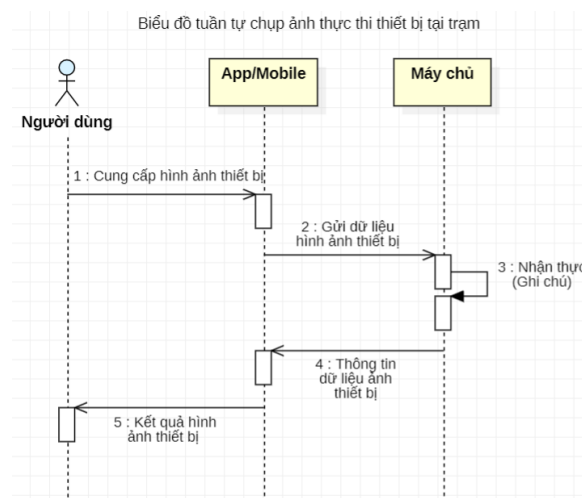 Biểu đồ tuần tự chụp ảnh thực thi thiết bị tại trạm
App/Mobile
Máy chủ
Người dùng
1 : Cung cấp hình ảnh thiết bị
2 : Gửi dữ liệu
hình ảnh thiết bị
3 : Nhận thực
(Ghi chú)
4 : Thông tin
dữ liệu ảnh
thiết bị
5 : Kết quả hình
ảnh thiết bị